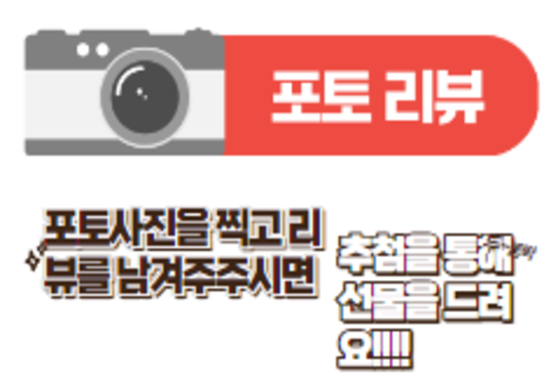 포토 리뷰
포토사진을 찍고 리
뷰를 남겨주주시면
추첨을 통해
선물을 드려
요!!!!